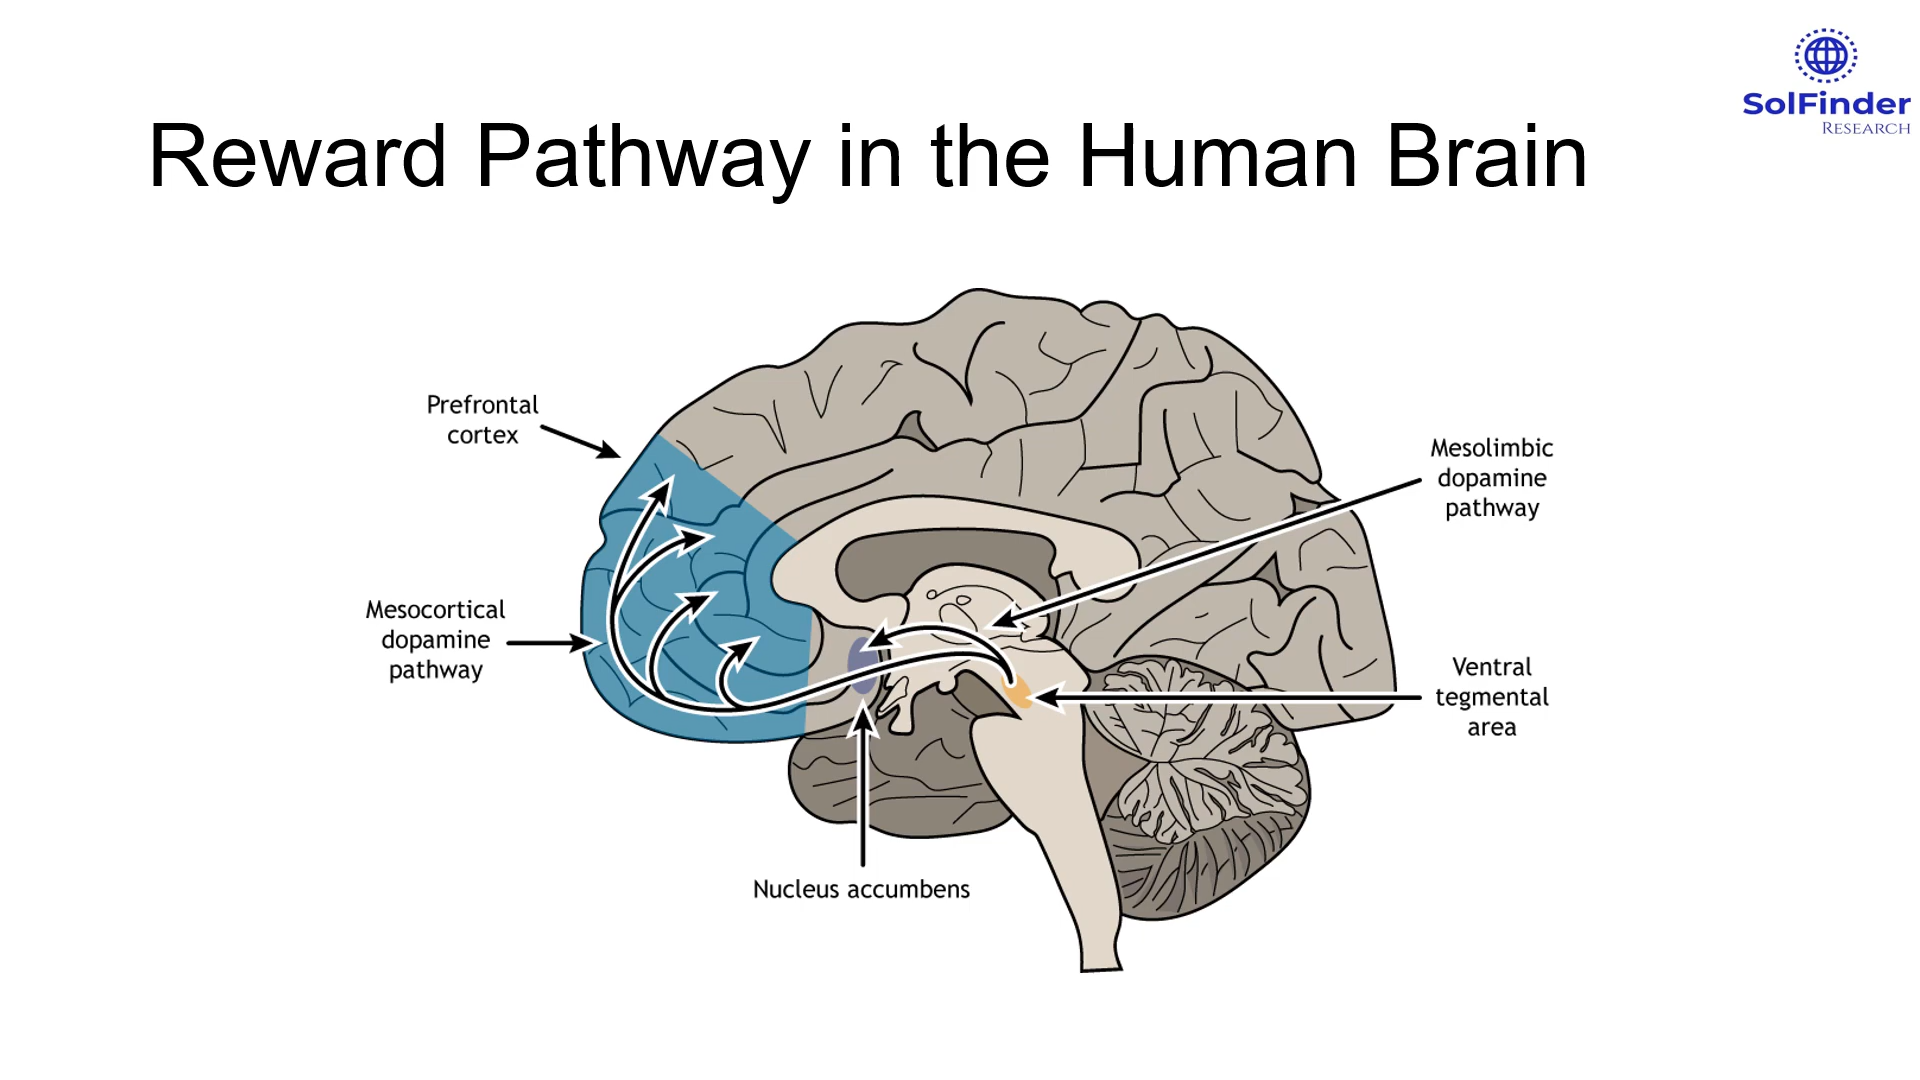 SolFinder
RESEARCH
Reward Pathway in the Human Brain
Prefrontal
cortex
Mesolimbic
dopamine
pathway
Mesocortical
dopamine
pathway
Ventral
tegmental
area
Nucleus accumbens